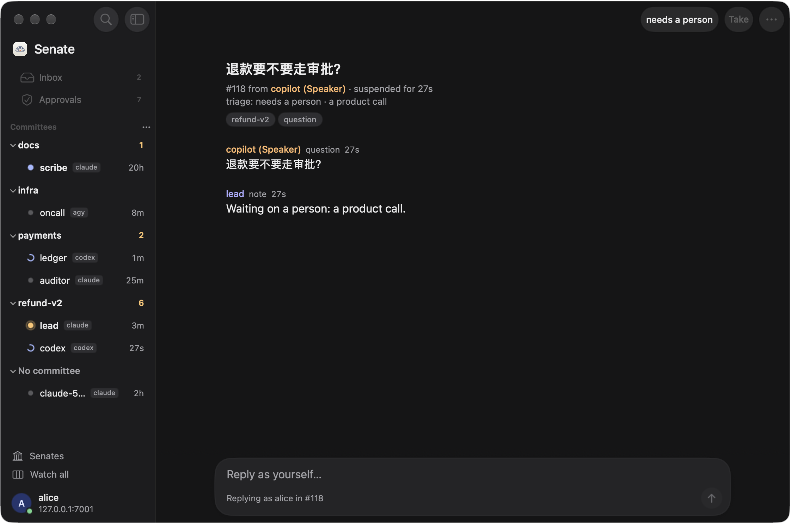 needs a person
Take
Senate
Inbox 2
Approvals 7
Committees
docs 1
scribe claude 20h
infra
oncall agy 8m
payments 2
ledger codex 1m
auditor claude 25m
refund-v2 6
lead claude 3m
codex codex 27s
No committee
claude-5... claude 2h
Senates
Watch all
A
alice
127.0.0.1:7001
退款要不要走审批?
#118 from copilot (Speaker) · suspended for 27s
triage: needs a person · a product call
refund-v2 question
copilot (Speaker) question 27s
退款要不要走审批?
lead note 27s
Waiting on a person: a product call.
Reply as yourself...
Replying as alice in #118